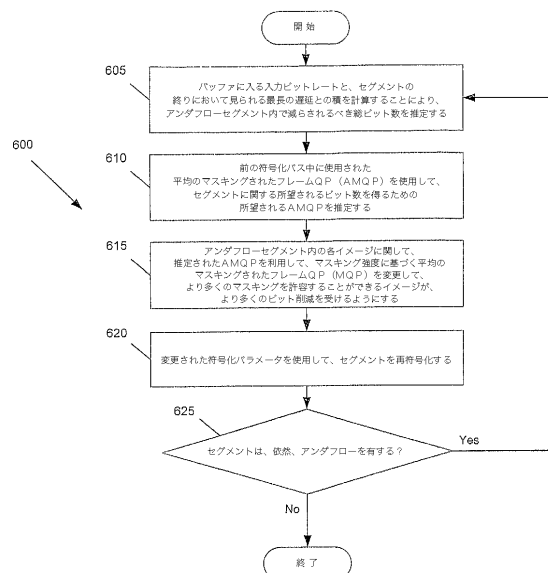 開始
605
バッファに入る入力ビットレートと、セグメントの
終りにおいて見られる最長の遅延との積を計算することにより、
アンダフローセグメント内で減らされるべき総ビット数を推定する
600
610
前の符号化パス中に使用された
平均のマスキングされたフレームQP（AMQP）を使用して、
セグメントに関する所望されるビット数を得るための
所望されるAMQPを推定する
615
アンダフローセグメント内の各イメージに関して、
推定されたAMQPを利用して、マスキング強度に基づく平均の
マスキングされたフレームQP（MQP）を変更して、
より多くのマスキングを許容することができるイメージが、
より多くのビット削減を受けるようにする
620
変更された符号化パラメータを使用して、セグメントを再符号化する
625
セグメントは、依然、アンダフローを有する？
Yes
No
終了